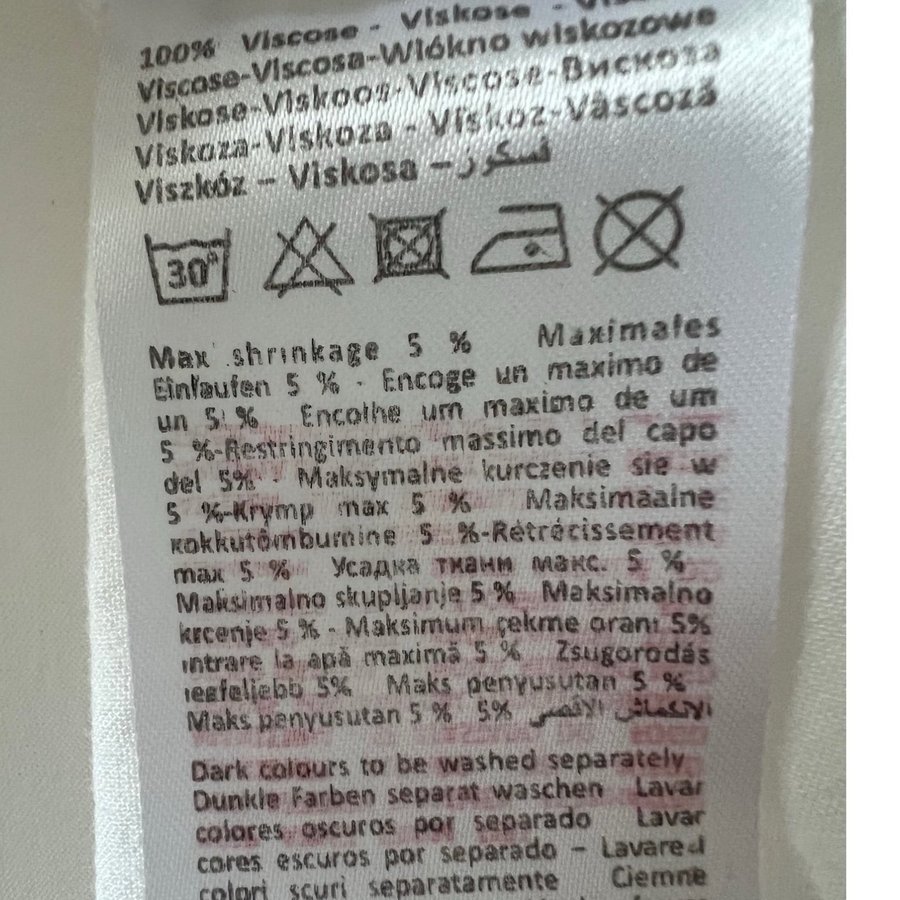 100% Viscose - Viskose -
Viscose-Viscosa-Włókno wiskozowe
Viskose-Viskoos-Viscose-Вискоза
Viskoza-Viskoza - Viskoz-Vâscoză
Viszkóz – Viskosa – فسكوز
30°
Max shrinkage 5 % Maximales
Einlaufen 5 % - Encoge un maximo de
un 5 % Encolhe um maximo de um
5 %-Restringimento massimo del capo
del 5% - Maksymalne kurczenie sie w
5 %-Krymp max 5 % Maksimaalne
kokkutõmbumine 5 %-Rétrécissement
max 5 % Усадка ткани макс. 5 %
Maksimalno skupljanje 5 % Maksimalno
krcenje 5 % - Maksimum çekme oranı 5%
intrare la apă maximă 5 % Zsugorodás
legfeljebb 5% Maks penyusutan 5 %
Maks penyusutan 5 % 5% الانكماش الأقصى
Dark colours to be washed separately
Dunkle Farben separat waschen Lavar
colores oscuros por separado Lavar
cores escuros por separado – Lavare i
colori scuri separatamente Ciemne